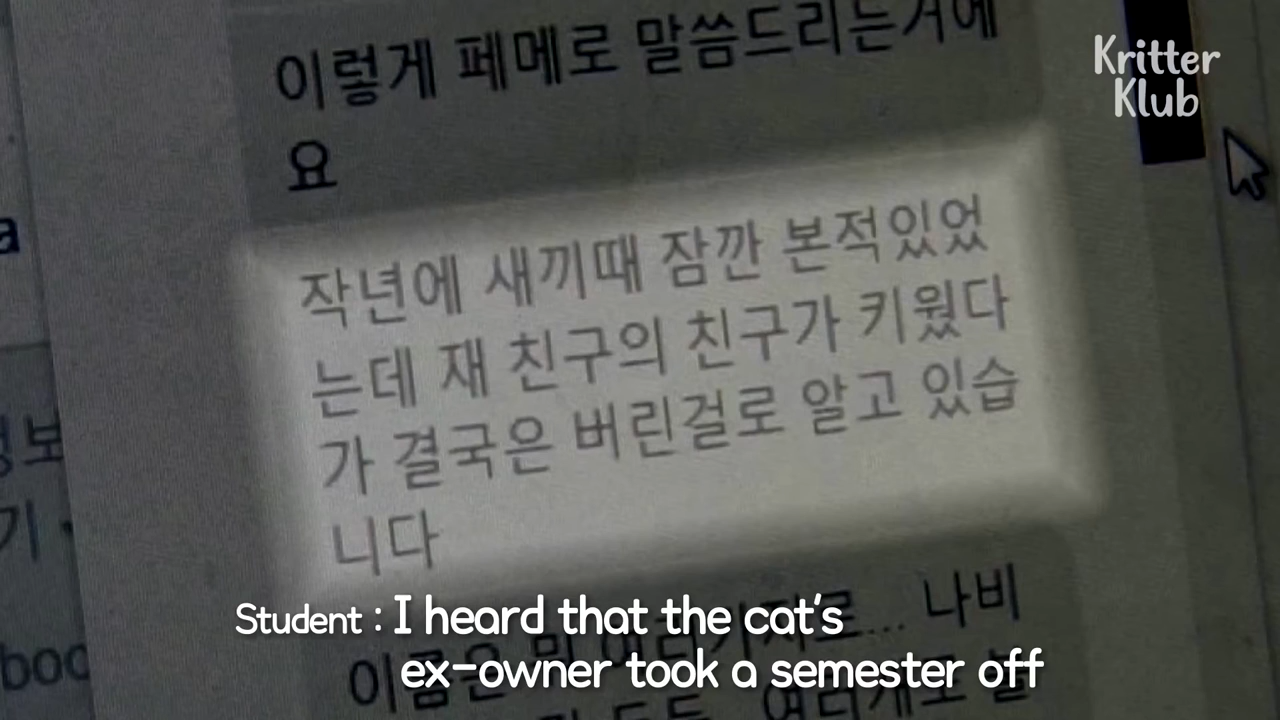 이렇게 페메로 말씀드리는거에
요
Kritter
Klub
작년에 새끼때 잠깐 본적있었
는데 재 친구의 친구가 키웠다
가 결국은 버린걸로 알고 있습
니다
Student : I heard that the cat's
ex-owner took a semester off
이름은
나비